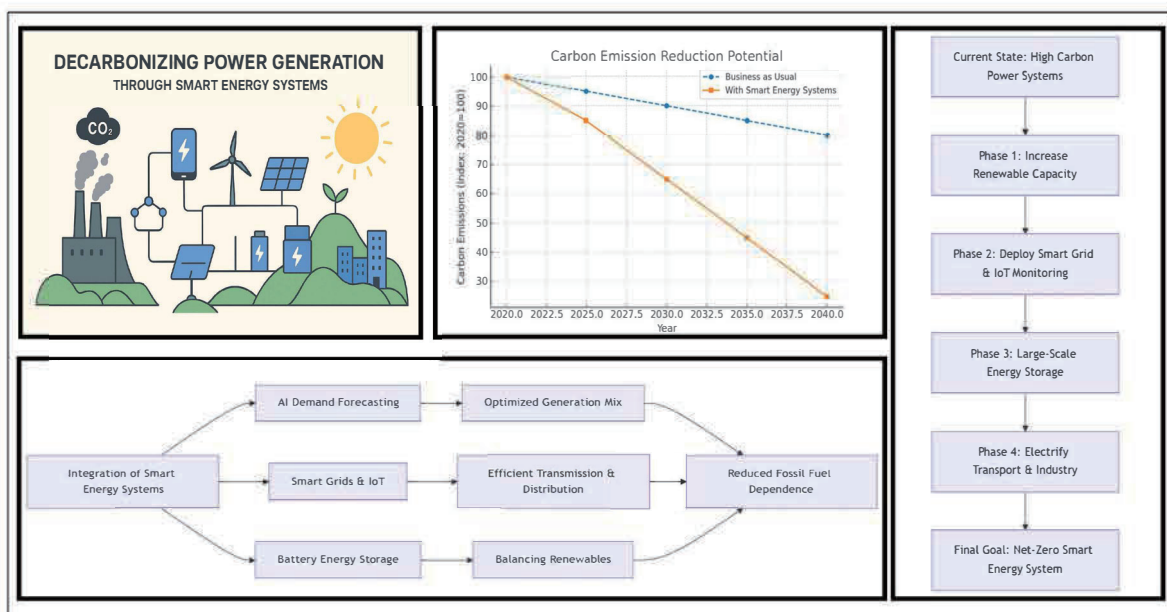 DECARBONIZING POWER GENERATION
THROUGH SMART ENERGY SYSTEMS
CO₂
Carbon Emission Reduction Potential
Business as Usual
With Smart Energy Systems
Carbon Emissions (Index: 2020=100)
100
90
80
70
60
50
40
30
2020.0 2022.5 2025.0 2027.5 2030.0 2032.5 2035.0 2037.5 2040.0
Year
Integration of Smart
Energy Systems
AI Demand Forecasting
Optimized Generation Mix
Smart Grids & IoT
Efficient Transmission &
Distribution
Battery Energy Storage
Balancing Renewables
Reduced Fossil Fuel
Dependence
Current State: High Carbon
Power Systems
Phase 1: Increase
Renewable Capacity
Phase 2: Deploy Smart Grid
& IoT Monitoring
Phase 3: Large-Scale
Energy Storage
Phase 4: Electrify
Transport & Industry
Final Goal: Net-Zero Smart
Energy System